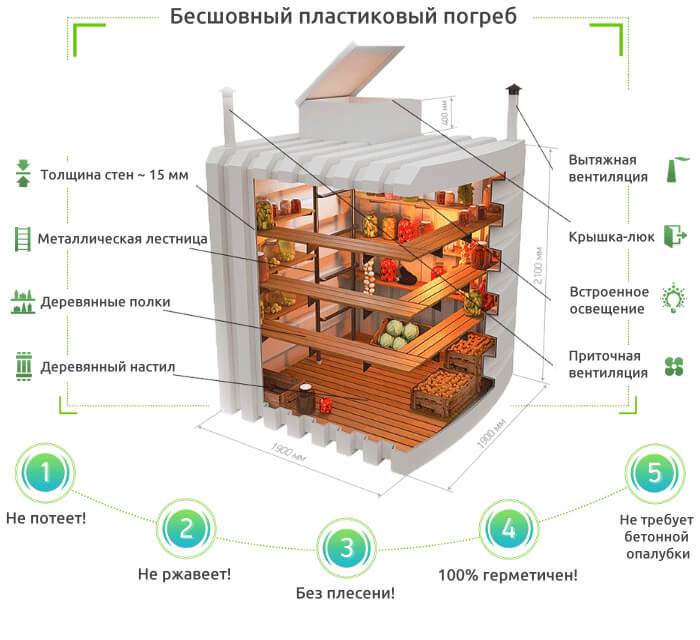 Бесшовный пластиковый погреб
400 мм
Толщина стен ~ 15 мм
Металлическая лестница
Деревянные полки
Деревянный настил
Вытяжная
вентиляция
Крышка-люк
Встроенное
освещение
Приточная
вентиляция
2100 мм
1900 мм
1900 мм
1
Не потеет!
2
Не ржавеет!
3
Без плесени!
4
100% герметичен!
5
Не требует
бетонной
опалубки